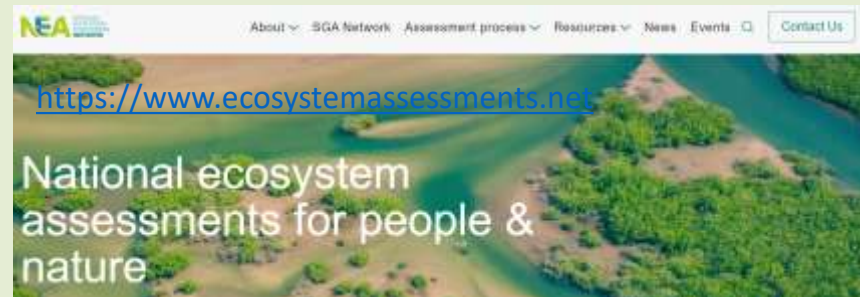 NEA
About SGA Network Assessment process Resources News Events Contact Us
https://www.ecosystemassessments.net
National ecosystem
assessments for people &
nature